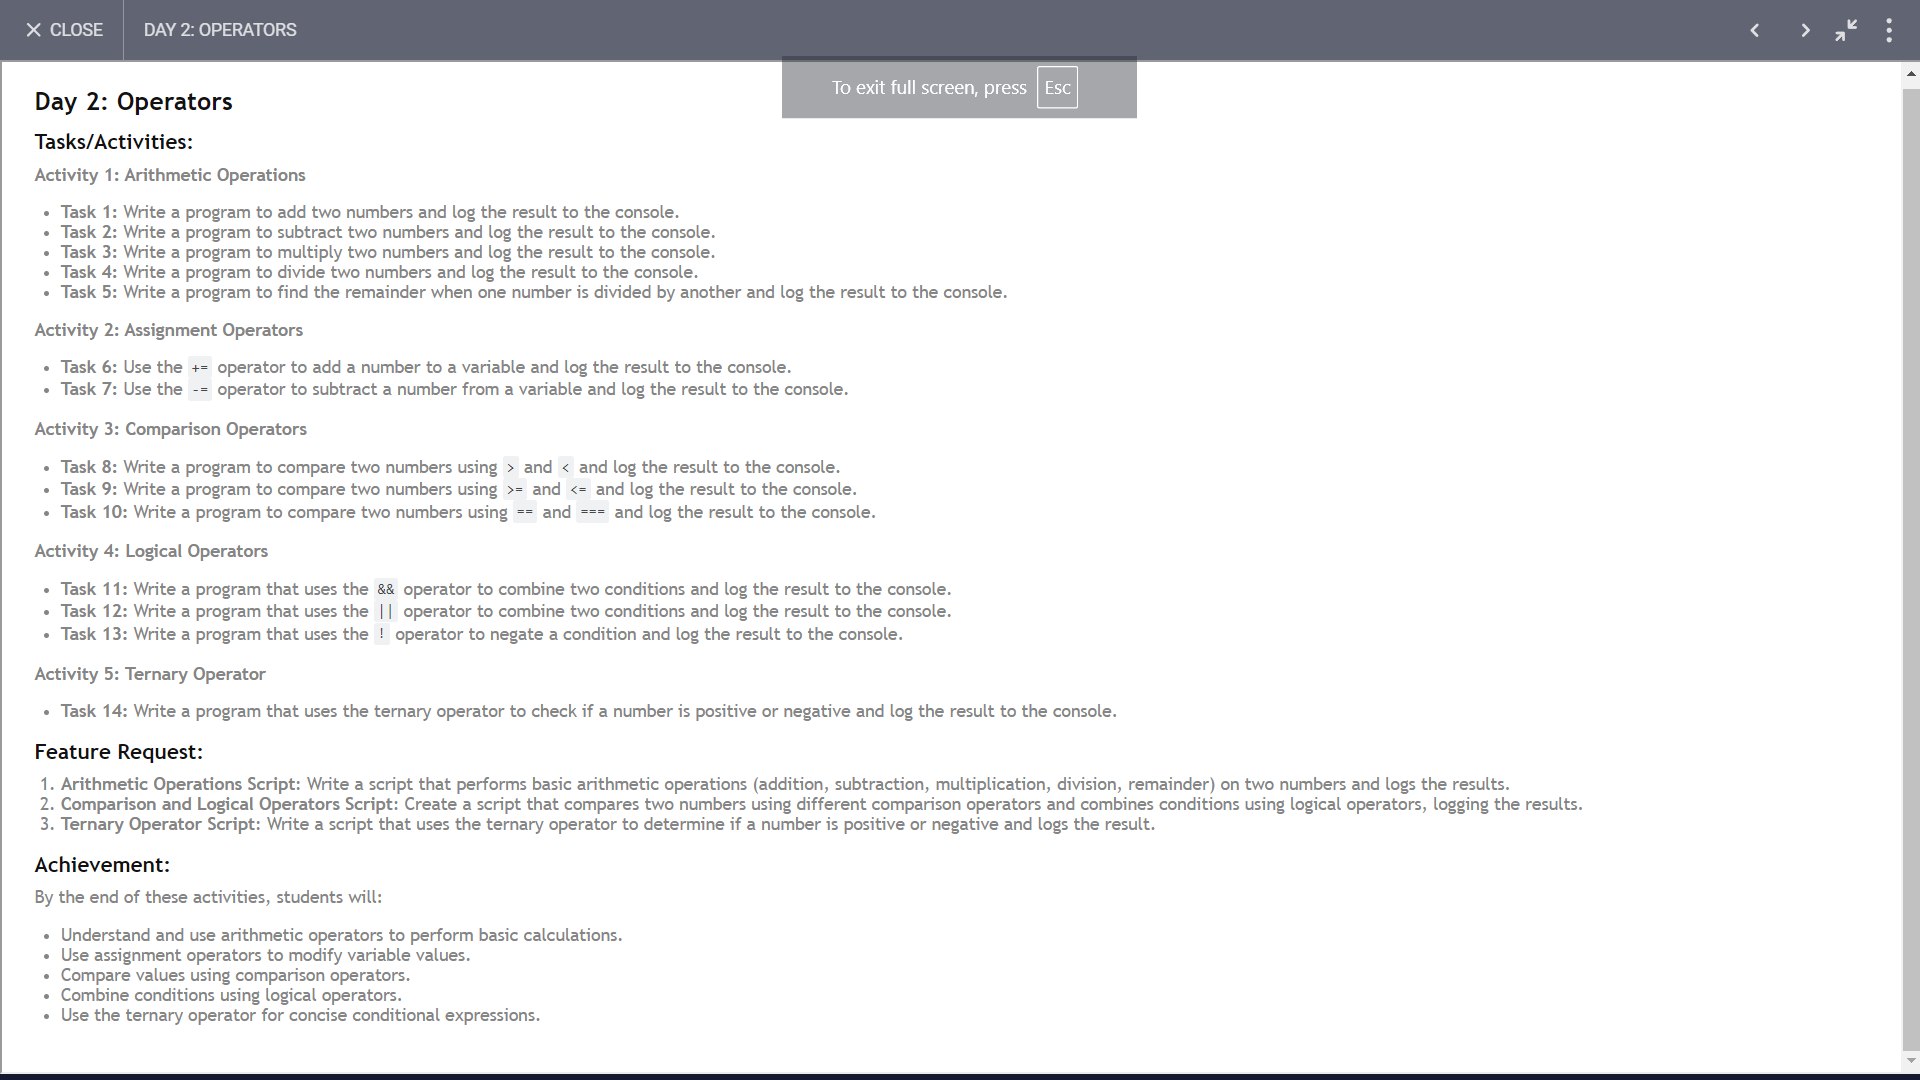 CLOSE
DAY 2: OPERATORS
To exit full screen, press Esc
Day 2: Operators
Tasks/Activities:
Activity 1: Arithmetic Operations
• Task 1: Write a program to add two numbers and log the result to the console.
• Task 2: Write a program to subtract two numbers and log the result to the console.
• Task 3: Write a program to multiply two numbers and log the result to the console.
• Task 4: Write a program to divide two numbers and log the result to the console.
• Task 5: Write a program to find the remainder when one number is divided by another and log the result to the console.
Activity 2: Assignment Operators
• Task 6: Use the += operator to add a number to a variable and log the result to the console.
• Task 7: Use the -= operator to subtract a number from a variable and log the result to the console.
Activity 3: Comparison Operators
• Task 8: Write a program to compare two numbers using > and < and log the result to the console.
• Task 9: Write a program to compare two numbers using >= and <= and log the result to the console.
• Task 10: Write a program to compare two numbers using == and === and log the result to the console.
Activity 4: Logical Operators
• Task 11: Write a program that uses the && operator to combine two conditions and log the result to the console.
• Task 12: Write a program that uses the || operator to combine two conditions and log the result to the console.
• Task 13: Write a program that uses the ! operator to negate a condition and log the result to the console.
Activity 5: Ternary Operator
• Task 14: Write a program that uses the ternary operator to check if a number is positive or negative and log the result to the console.
Feature Request:
1. Arithmetic Operations Script: Write a script that performs basic arithmetic operations (addition, subtraction, multiplication, division, remainder) on two numbers and logs the results.
2. Comparison and Logical Operators Script: Create a script that compares two numbers using different comparison operators and combines conditions using logical operators, logging the results.
3. Ternary Operator Script: Write a script that uses the ternary operator to determine if a number is positive or negative and logs the result.
Achievement:
By the end of these activities, students will:
• Understand and use arithmetic operators to perform basic calculations.
• Use assignment operators to modify variable values.
• Compare values using comparison operators.
• Combine conditions using logical operators.
• Use the ternary operator for concise conditional expressions.